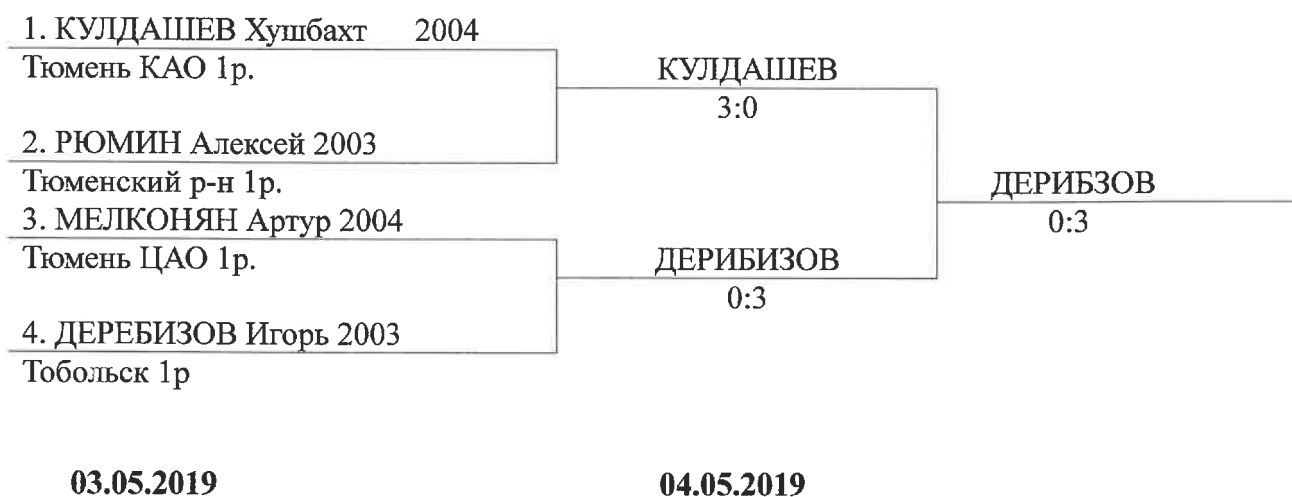 1. КУЛДАШЕВ Хушбахт 2004
Тюмень КАО 1р.
КУЛДАШЕВ
3:0
2. РЮМИН Алексей 2003
Тюменский р-н 1р.
ДЕРИБЗОВ
0:3
3. МЕЛКОНЯН Артур 2004
Тюмень ЦАО 1р.
ДЕРИБИЗОВ
0:3
4. ДЕРЕБИЗОВ Игорь 2003
Тобольск 1р
03.05.2019
04.05.2019